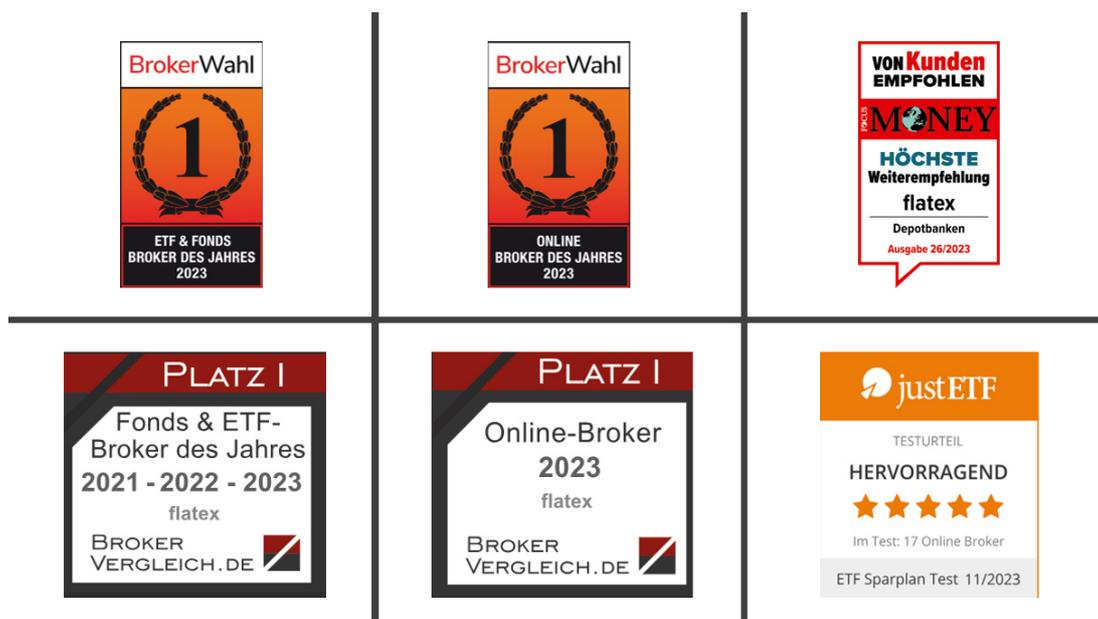 BrokerWahl
1
ETF & FONDS
BROKER DES JAHRES
2023
BrokerWahl
1
ONLINE
BROKER DES JAHRES
2023
VON Kunden
EMPFOHLEN
FOCUS MONEY
HÖCHSTE
Weiterempfehlung
flatex
Depotbanken
Ausgabe 26/2023
PLATZ I
Fonds & ETF-
Broker des Jahres
2021 - 2022 - 2023
flatex
BROKER
VERGLEICH.DE
PLATZ I
Online-Broker
2023
flatex
BROKER
VERGLEICH.DE
justETF
TESTURTEIL
HERVORRAGEND
Im Test: 17 Online Broker
ETF Sparplan Test 11/2023